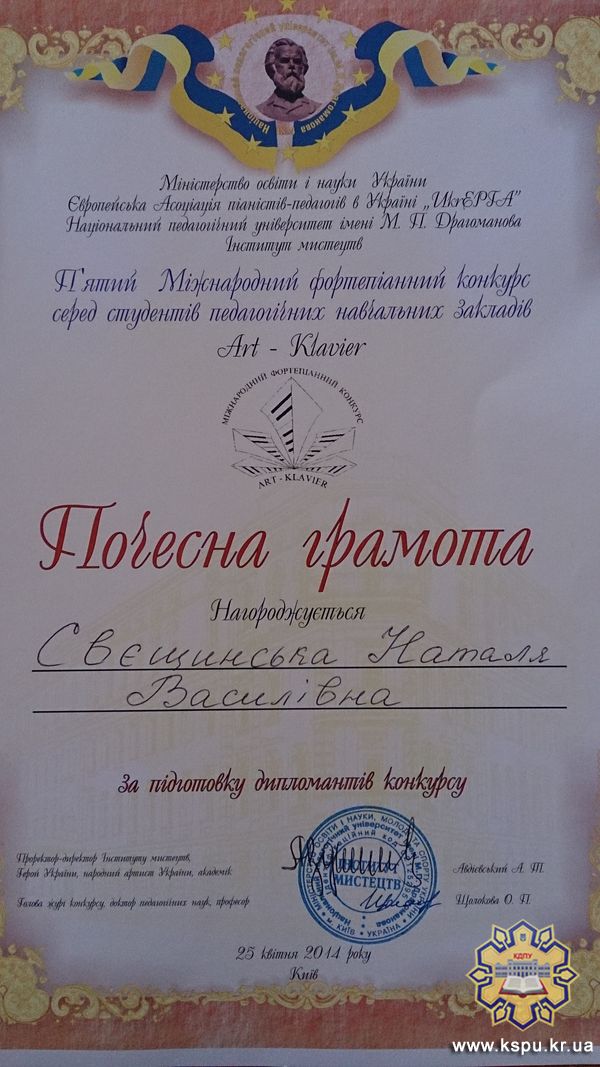 Міністерство освіти і науки України
Європейська Асоціація піаністів-педагогів в Україні „UkrEPTA"
Національний педагогічний університет імені М. П. Драгоманова
Інститут мистецтв
П'ятий Міжнародний фортепіанний конкурс
серед студентів педагогічних навчальних закладів
Art - Klavier
МІЖНАРОДНИЙ ФОРТЕПІАННИЙ КОНКУРС
ART - KLAVIER
Почесна грамота
Нагороджується
Свєщинська Наталя
Василівна
за підготовку дипломантів конкурсу
Проректор-директор Інституту мистецтв,
Герой України, народний артист України, академік
Авдієвський А. Т.
Голова журі конкурсу, доктор педагогічних наук, професор
Щолокова О. П.
МИСТЕЦТВ
м. КИЇВ * УКРАЇНА
25 квітня 2014 року
Київ
КДПУ
www.kspu.kr.ua